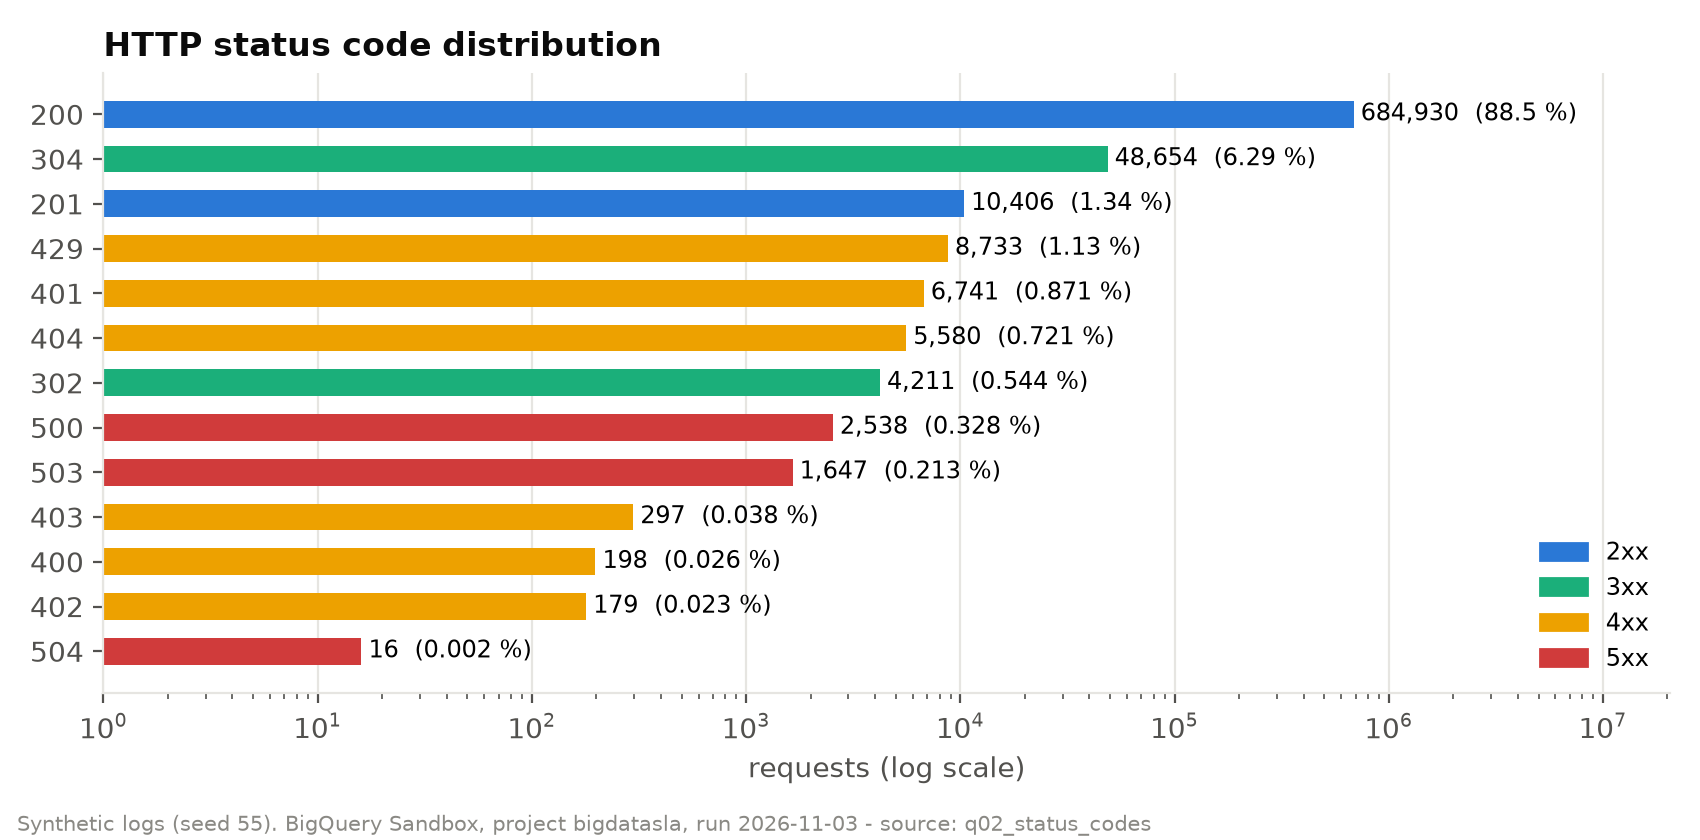 HTTP status code distribution
200 684,930 (88.5 %)
304 48,654 (6.29 %)
201 10,406 (1.34 %)
429 8,733 (1.13 %)
401 6,741 (0.871 %)
404 5,580 (0.721 %)
302 4,211 (0.544 %)
500 2,538 (0.328 %)
503 1,647 (0.213 %)
403 297 (0.038 %)
400 198 (0.026 %)
402 179 (0.023 %)
504 16 (0.002 %)
2xx
3xx
4xx
5xx
10⁰ 10¹ 10² 10³ 10⁴ 10⁵ 10⁶ 10⁷
requests (log scale)
Synthetic logs (seed 55). BigQuery Sandbox, project bigdatasla, run 2026-11-03 - source: q02_status_codes